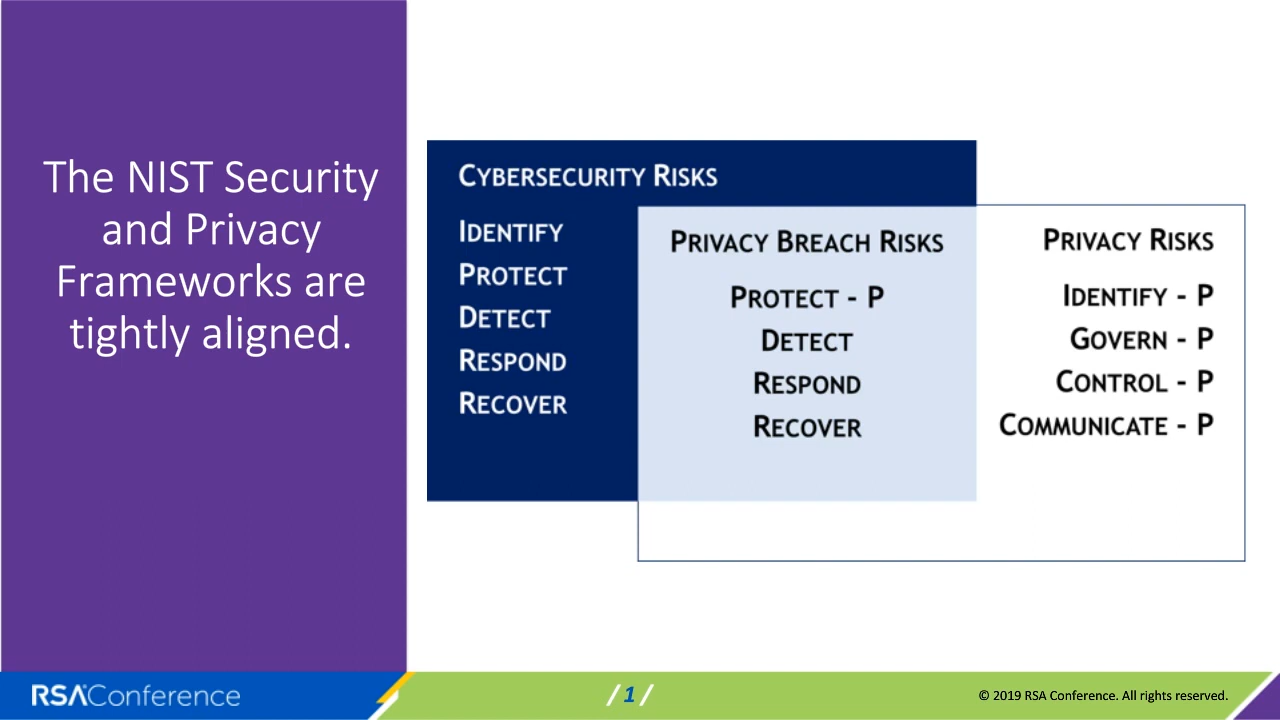 The NIST Security
and Privacy
Frameworks are
tightly aligned.
CYBERSECURITY RISKS
IDENTIFY
PROTECT
DETECT
RESPOND
RECOVER
PRIVACY BREACH RISKS
PROTECT - P
DETECT
RESPOND
RECOVER
PRIVACY RISKS
IDENTIFY - P
GOVERN - P
CONTROL - P
COMMUNICATE - P
RSAConference
/ 1 /
© 2019 RSA Conference. All rights reserved.